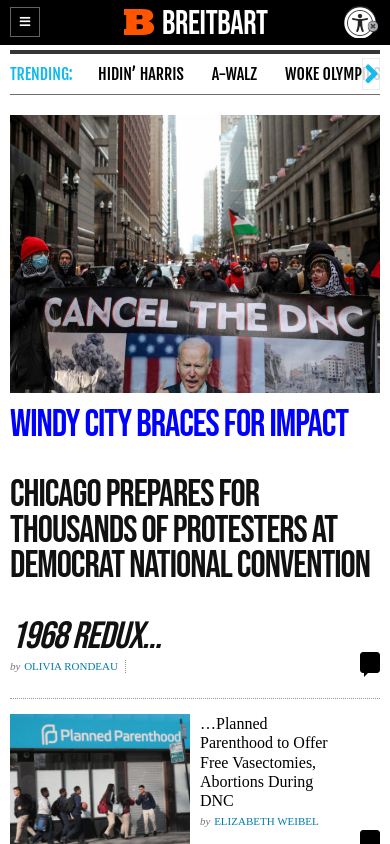 BREITBART
TRENDING:
HIDIN’ HARRIS
A-WALZ
WOKE OLYMP
CANCEL THE DNC
WINDY CITY BRACES FOR IMPACT
CHICAGO PREPARES FOR
THOUSANDS OF PROTESTERS AT
DEMOCRAT NATIONAL CONVENTION
1968 REDUX…
by OLIVIA RONDEAU
Planned Parenthood
…Planned
Parenthood to Offer
Free Vasectomies,
Abortions During
DNC
by ELIZABETH WEIBEL